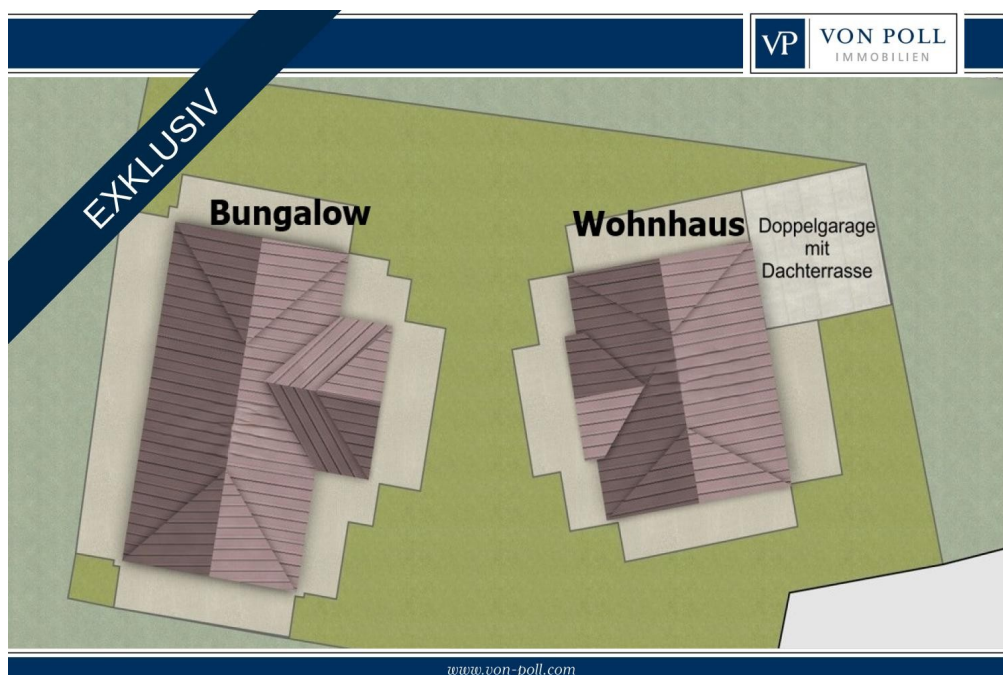 VP VON POLL
IMMOBILIEN
EXKLUSIV
Bungalow
Wohnhaus
Doppelgarage
mit
Dachterrasse
www.von-poll.com